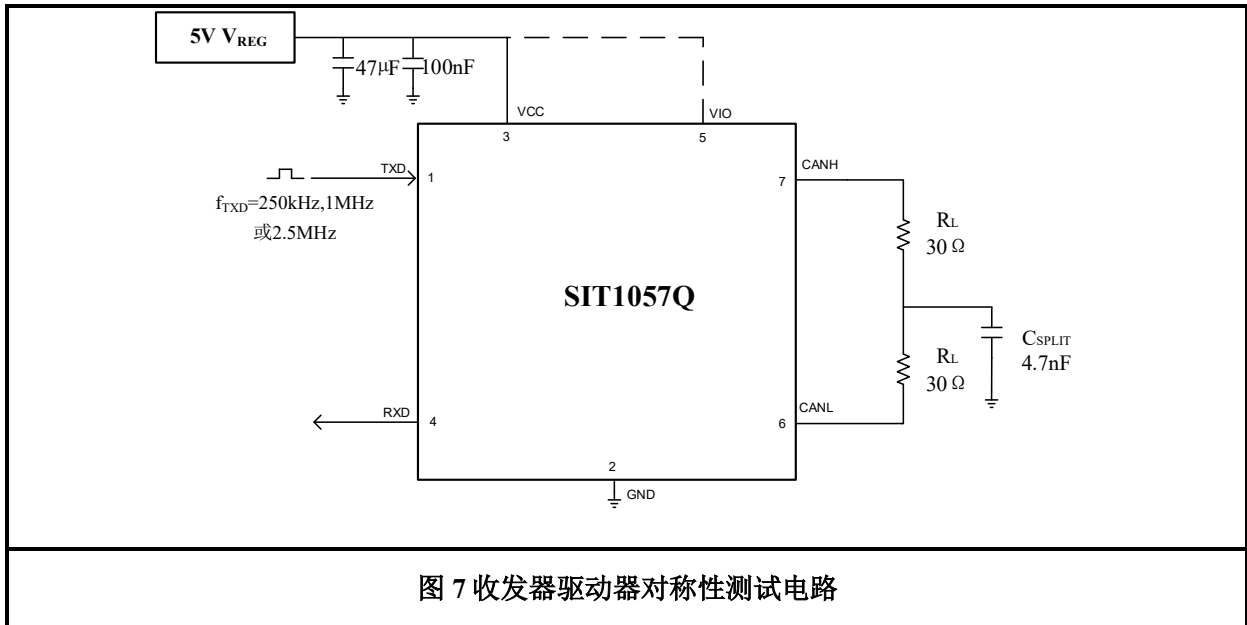 5V VREG
47μF
100nF
VCC
VIO
3
5
TXD
1
CANH
7
fTXD=250kHz,1MHz
或2.5MHz
RL
30 Ω
SIT1057Q
CSPLIT
4.7nF
RL
30 Ω
RXD
4
CANL
6
2
GND
图 7 收发器驱动器对称性测试电路